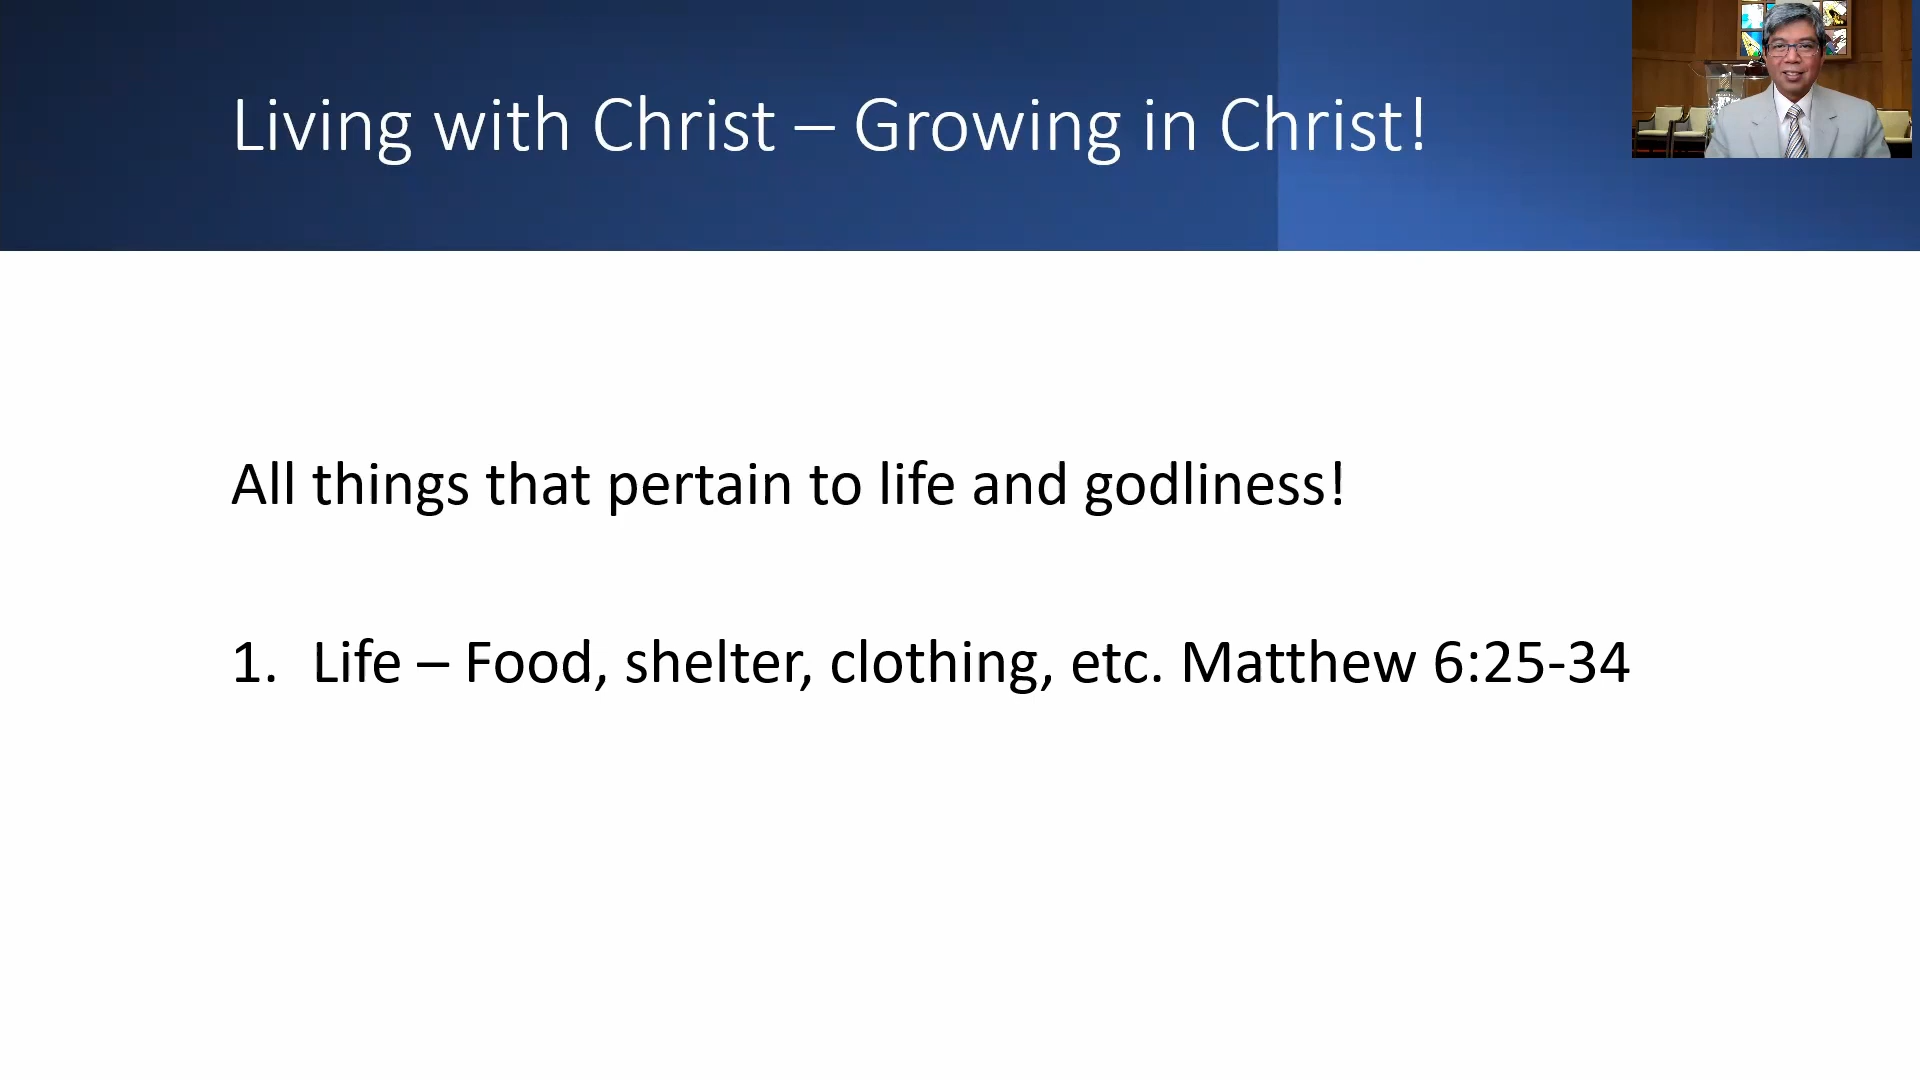 Living with Christ – Growing in Christ!
All things that pertain to life and godliness!
1. Life – Food, shelter, clothing, etc. Matthew 6:25-34